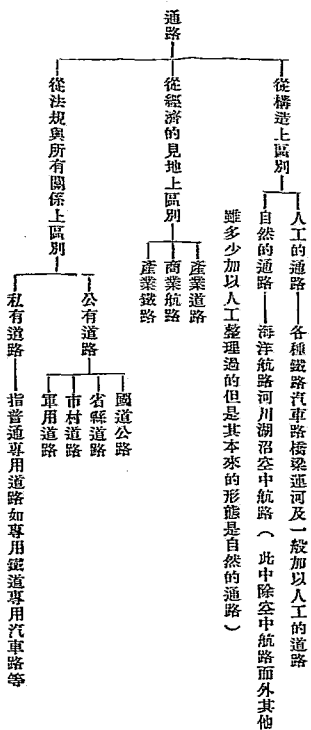 通路
從構造上區別
人工的通路
各種鐵路汽車路橋梁運河及一般加以人工的道路
自然的通路
海洋航路河川湖沼空中航路（此中除空中航路而外其他
雖多少加以人工整理過的但是其本來的形態是自然的通路）
從經濟的見地上區別
產業道路
商業航路
產業鐵路
從法規與所有關係上區別
公有道路
國道公路
省縣道路
市村道路
軍用道路
私有道路
指普通專用道路如專用鐵道專用汽車路等